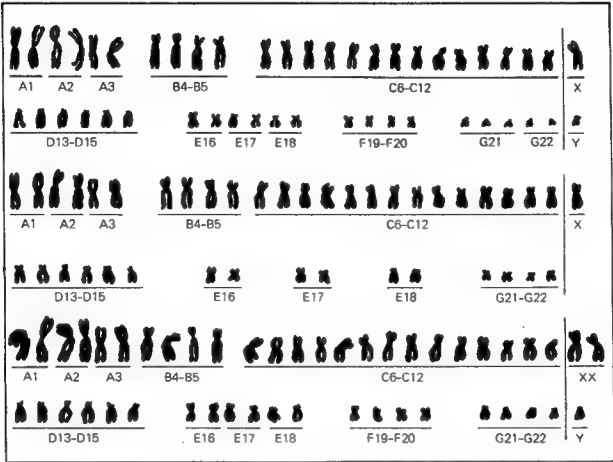 A1 A2 A3 B4-B5 C6-C12 X
D13-D15 E16 E17 E18 F19-F20 G21 G22 Y
A1 A2 A3 B4-B5 C6-C12 X
D13-D15 E16 E17 E18 G21-G22
A1 A2 A3 B4-B5 C6-C12 XX
D13-D15 E16 E17 E18 F19-F20 G21-G22 Y